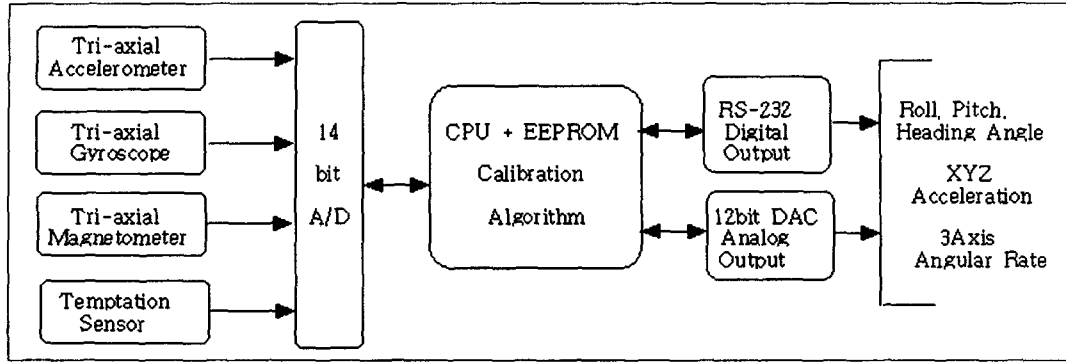 Tri-axial
Accelerometer
Tri-axial
Gyroscope
Tri-axial
Magnetometer
Temptation
Sensor
14
bit
A/D
CPU + EEPROM
Calibration
Algorithm
RS-232
Digital
Output
12bit DAC
Analog
Output
Roll, Pitch,
Heading Angle
XYZ
Acceleration
3Axis
Angular Rate